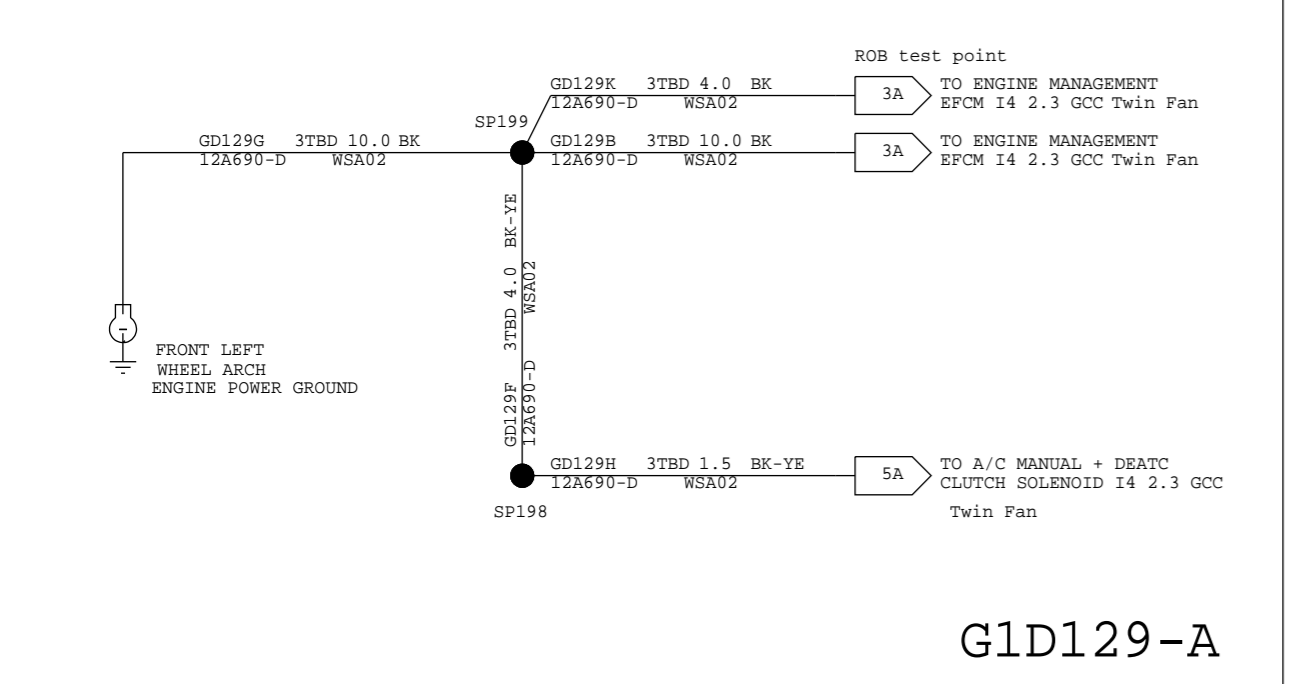 ROB test point
GD129K 3TBD 4.0 BK
12A690-D WSA02
3A
TO ENGINE MANAGEMENT
EFCM I4 2.3 GCC Twin Fan
SP199
GD129G 3TBD 10.0 BK
12A690-D WSA02
GD129B 3TBD 10.0 BK
12A690-D WSA02
3A
TO ENGINE MANAGEMENT
EFCM I4 2.3 GCC Twin Fan
GD129F 3TBD 4.0 BK-YE
12A690-D WSA02
FRONT LEFT
WHEEL ARCH
ENGINE POWER GROUND
GD129H 3TBD 1.5 BK-YE
12A690-D WSA02
5A
TO A/C MANUAL + DEATC
CLUTCH SOLENOID I4 2.3 GCC
Twin Fan
SP198
G1D129-A